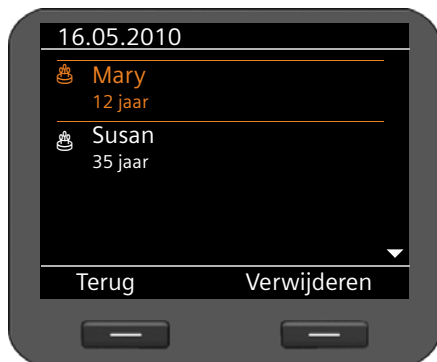 16.05.2010
Mary
12 jaar
Susan
35 jaar
Terug Verwijderen